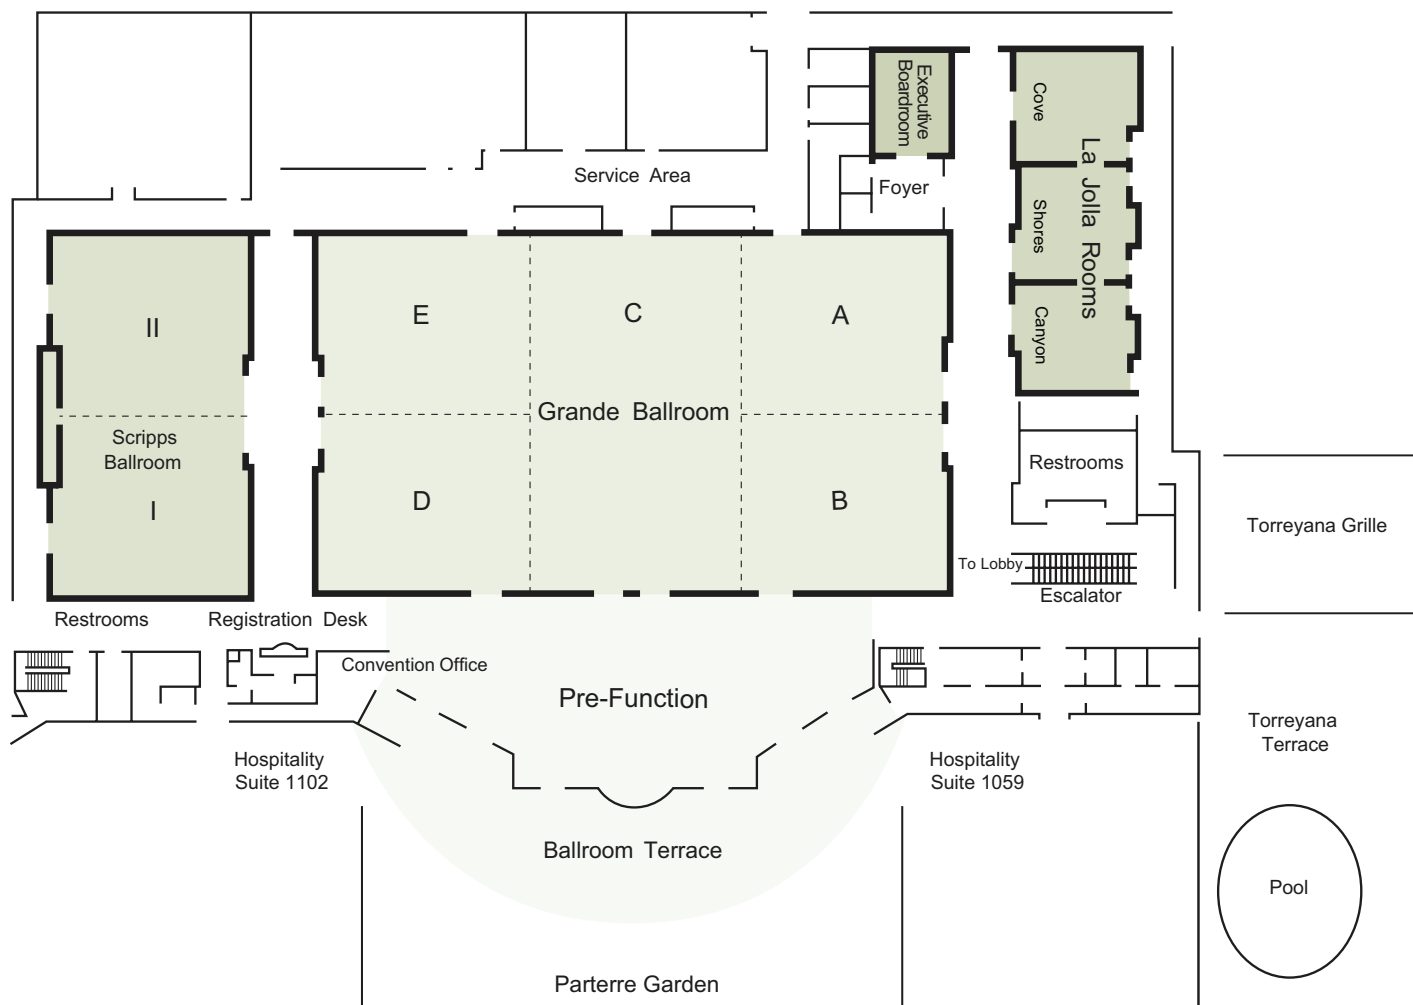 Executive
Boardroom
Cove
La Jolla Rooms
Service Area
Foyer
Shores
II
E
C
A
Canyon
Grande Ballroom
Scripps
Ballroom
Restrooms
I
D
B
Torreyana Grille
To Lobby
Escalator
Restrooms
Registration Desk
Convention Office
Pre-Function
Torreyana
Terrace
Hospitality
Suite 1102
Hospitality
Suite 1059
Ballroom Terrace
Pool
Parterre Garden